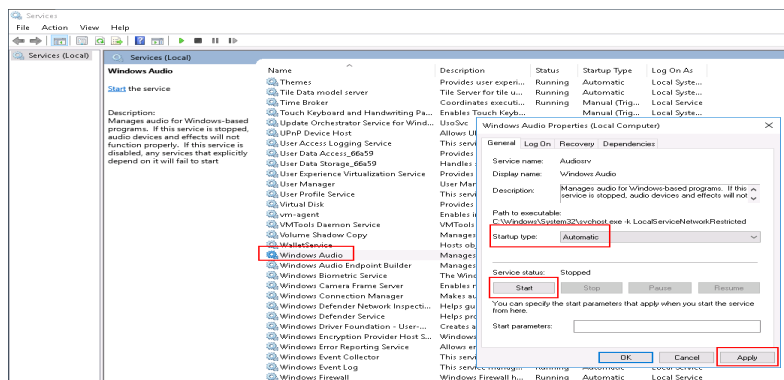 Services
File Action View Help
Services (Local)
Services (Local)
Windows Audio
Start the service
Description:
Manages audio for Windows-based
programs. If this service is stopped,
audio devices and effects will not
function properly. If this service is
disabled, any services that explicitly
depend on it will fail to start
Name Description Status Startup Type Log On As
Themes Provides user experi... Running Automatic Local Syste...
Tile Data model server Tile Server for tile u... Running Automatic Local Syste...
Time Broker Coordinates executi... Running Manual (Trig... Local Service
Touch Keyboard and Handwriting Pa... Enables Touch Keyb... Manual (Trig... Local Syste...
Update Orchestrator Service for Wind... UsoSvc
UPnP Device Host Allows U
User Access Logging Service This servi
User Data Access_66a59 Provides
User Data Storage_66a59 Handles
User Experience Virtualization Service Provides
User Manager User Man
User Profile Service This servi
Virtual Disk Provides
vm-agent Enables i
VMTools Daemon Service VMTools
Volume Shadow Copy Manages
WalletService Hosts ob
Windows Audio Manages
Windows Audio Endpoint Builder Manages
Windows Biometric Service The Wind
Windows Camera Frame Server Enables
Windows Connection Manager Makes au
Windows Defender Network Inspecti... Helps gu
Windows Defender Service Helps pro
Windows Driver Foundation - User-... Creates a
Windows Encryption Provider Host S... Windows
Windows Error Reporting Service Allows er
Windows Event Collector This servi
Windows Event Log This service
Windows Firewall Windows Firewall h... Running Automatic Local Service
Windows Audio Properties (Local Computer)
General Log On Recovery Dependencies
Service name: Audiosrv
Display name: Windows Audio
Description: Manages audio for Windows-based programs. If this
service is stopped, audio devices and effects will not
Path to executable:
C:\Windows\System32\svchost.exe -k LocalServiceNetworkRestricted
Startup type: Automatic
Service status: Stopped
Start Stop Pause Resume
You can specify the start parameters that apply when you start the service
from here.
Start parameters:
OK Cancel Apply